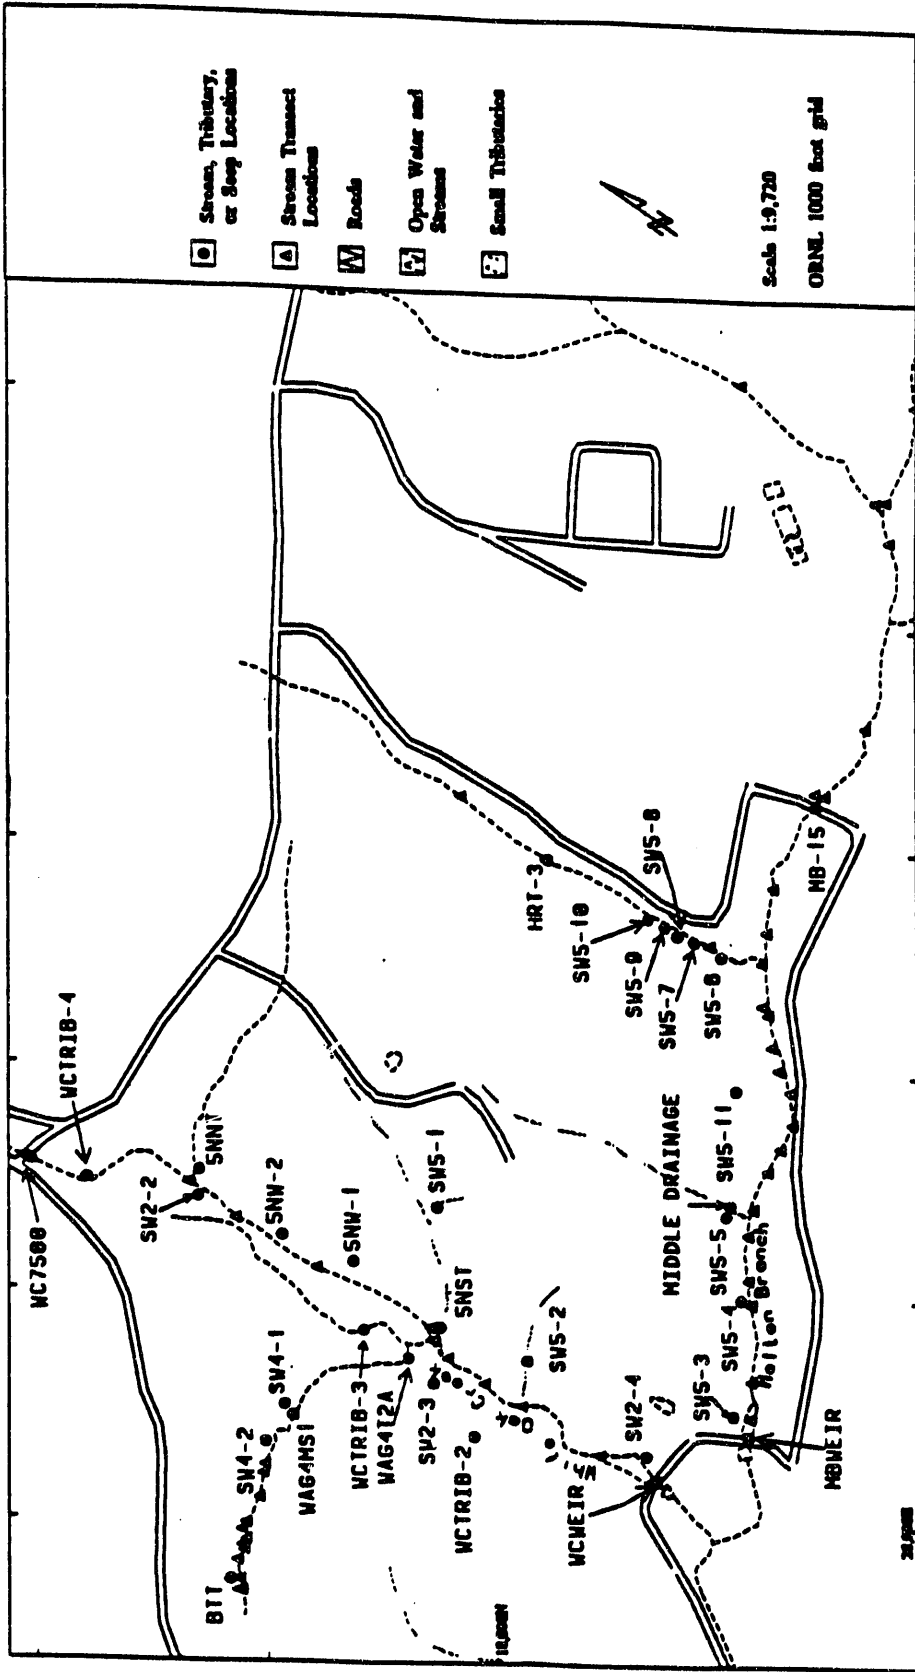 Stream, Tributary,
or Seep Locations
Stream Transect
Locations
Roads
Open Water and
Streams
Small Tributaries
N
Scale 1:9,720
ORNL 1000 foot grid
WC7500
WCTRIB-4
SW2-2
5NNT
5NW-2
5NW-1
SW5-1
5NST
SW4-1
SW4-2
BTT
WAG4MS1
WCTRIB-3
WAG4T2A
SW2-3
WCTRIB-2
SW5-2
SW2-4
WCWEIR
SW5-3
MBWEIR
SW5-4
Melton
Branch
SW5-5
MIDDLE DRAINAGE
SW5-11
SW5-6
SW5-7
SW5-9
SW5-10
SW5-8
HRT-3
MB-15